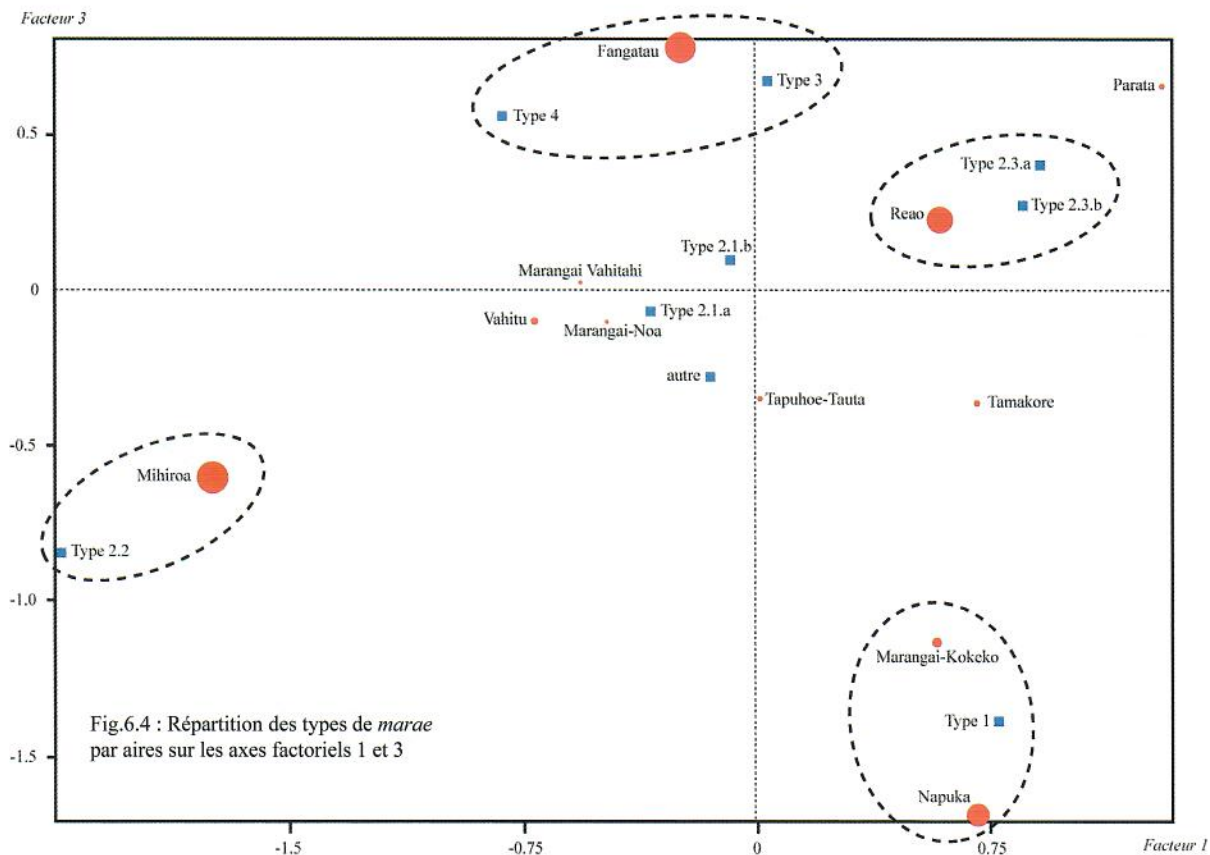 Facteur 3
Fangatau
Type 3
Parata
Type 4
0.5
Type 2.3.a
Type 2.3.b
Reao
Type 2.1.b
Marangai Vahitahi
0
Type 2.1.a
Vahitu
Marangai-Noa
autre
Tapuhoe-Tauta
Tamakore
-0.5
Mihiroa
Type 2.2
-1.0
Marangai-Kokeko
Type 1
Fig.6.4 : Répartition des types de marae
par aires sur les axes factoriels 1 et 3
-1.5
Napuka
-1.5
-0.75
0
0.75
Facteur 1